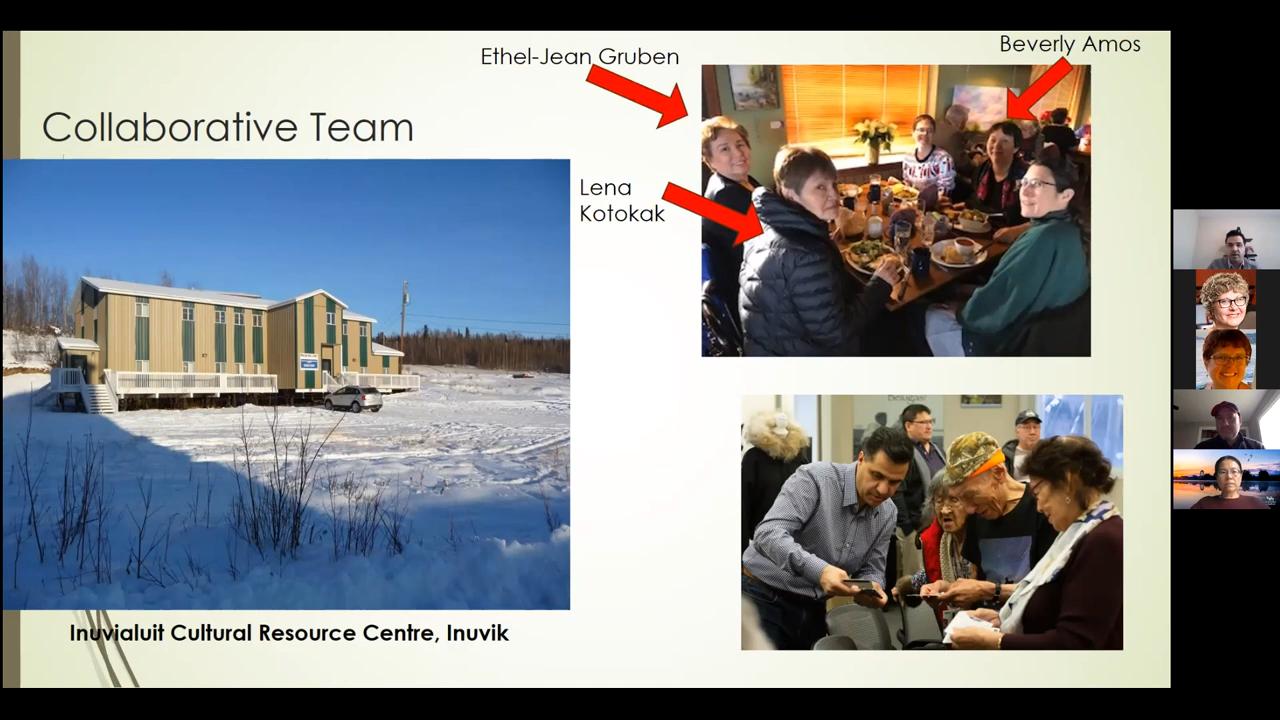 Ethel-Jean Gruben
Beverly Amos
Collaborative Team
Lena
Kotokak
Inuvialuit Cultural Resource Centre, Inuvik